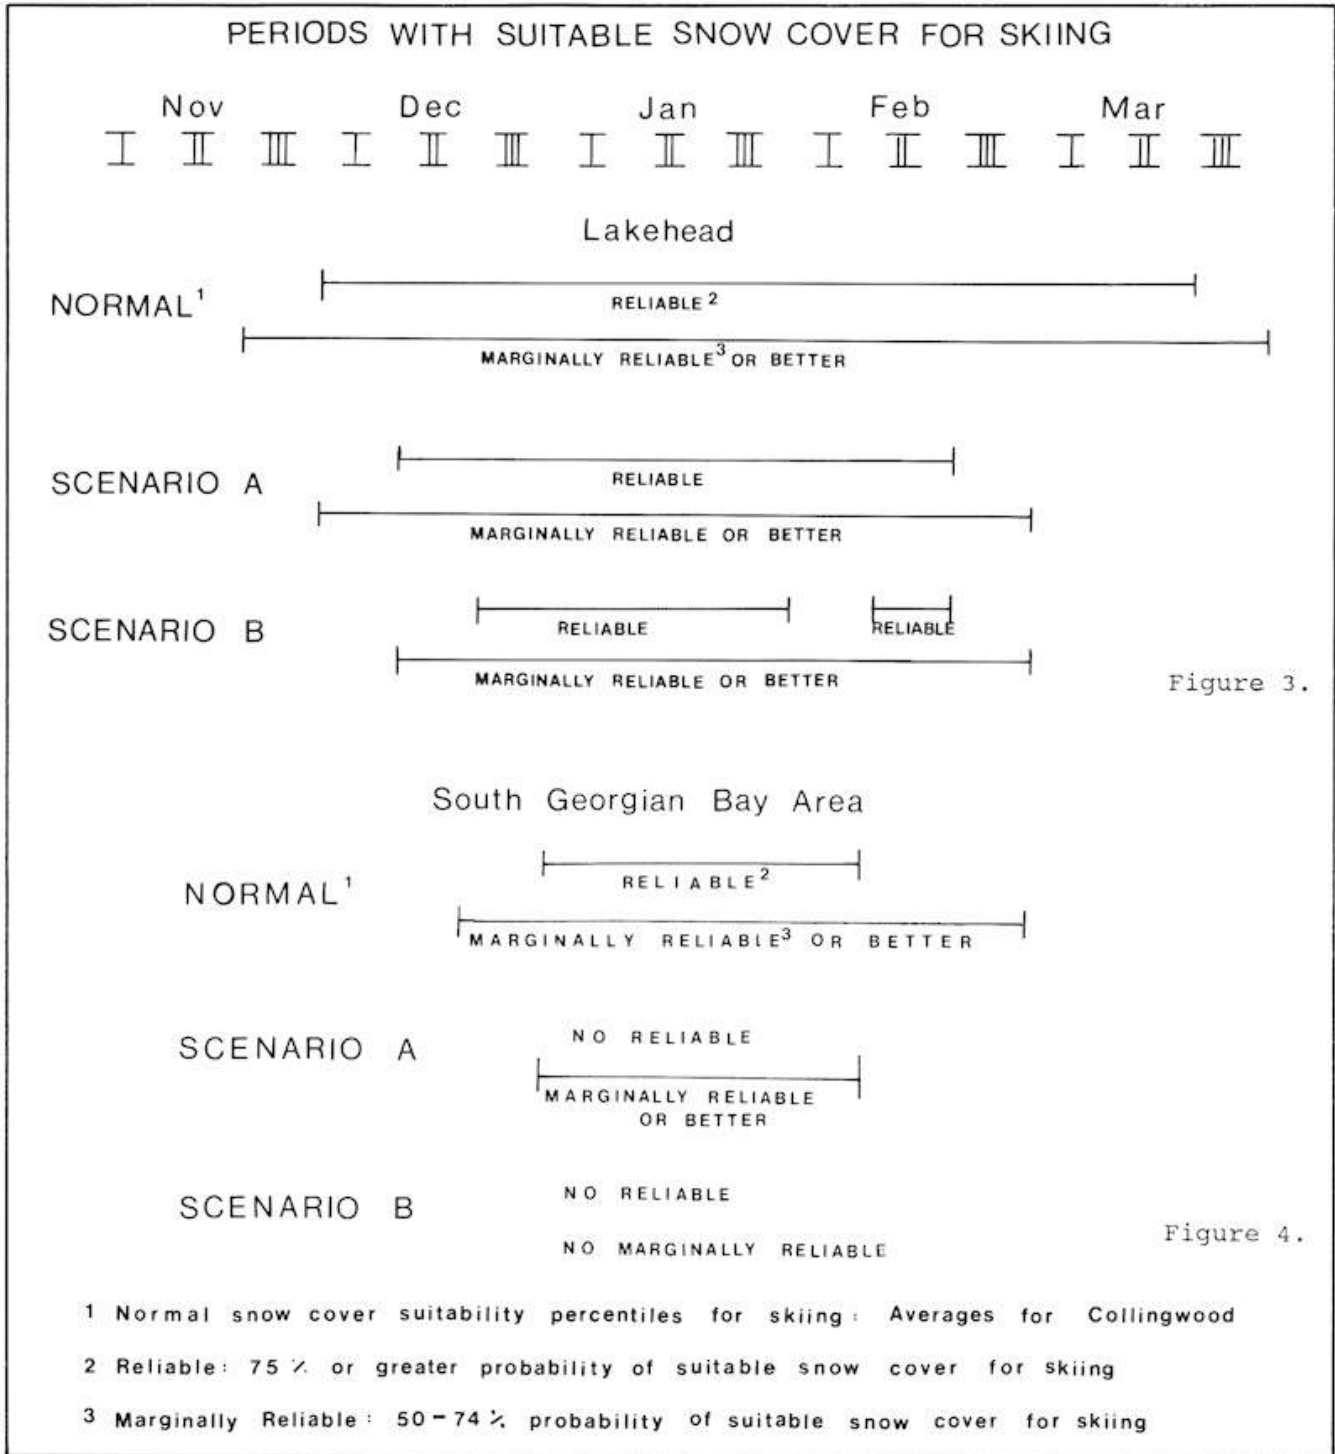 PERIODS WITH SUITABLE SNOW COVER FOR SKIING
Nov Dec Jan Feb Mar
I II III I II III I II III I II III I II III
Lakehead
NORMAL¹
RELIABLE²
MARGINALLY RELIABLE³ OR BETTER
SCENARIO A
RELIABLE
MARGINALLY RELIABLE OR BETTER
SCENARIO B
RELIABLE RELIABLE
MARGINALLY RELIABLE OR BETTER
Figure 3.
South Georgian Bay Area
NORMAL¹
RELIABLE²
MARGINALLY RELIABLE³ OR BETTER
SCENARIO A
NO RELIABLE
MARGINALLY RELIABLE
OR BETTER
SCENARIO B
NO RELIABLE
NO MARGINALLY RELIABLE
Figure 4.
1 Normal snow cover suitability percentiles for skiing: Averages for Collingwood
2 Reliable: 75% or greater probability of suitable snow cover for skiing
3 Marginally Reliable: 50-74% probability of suitable snow cover for skiing